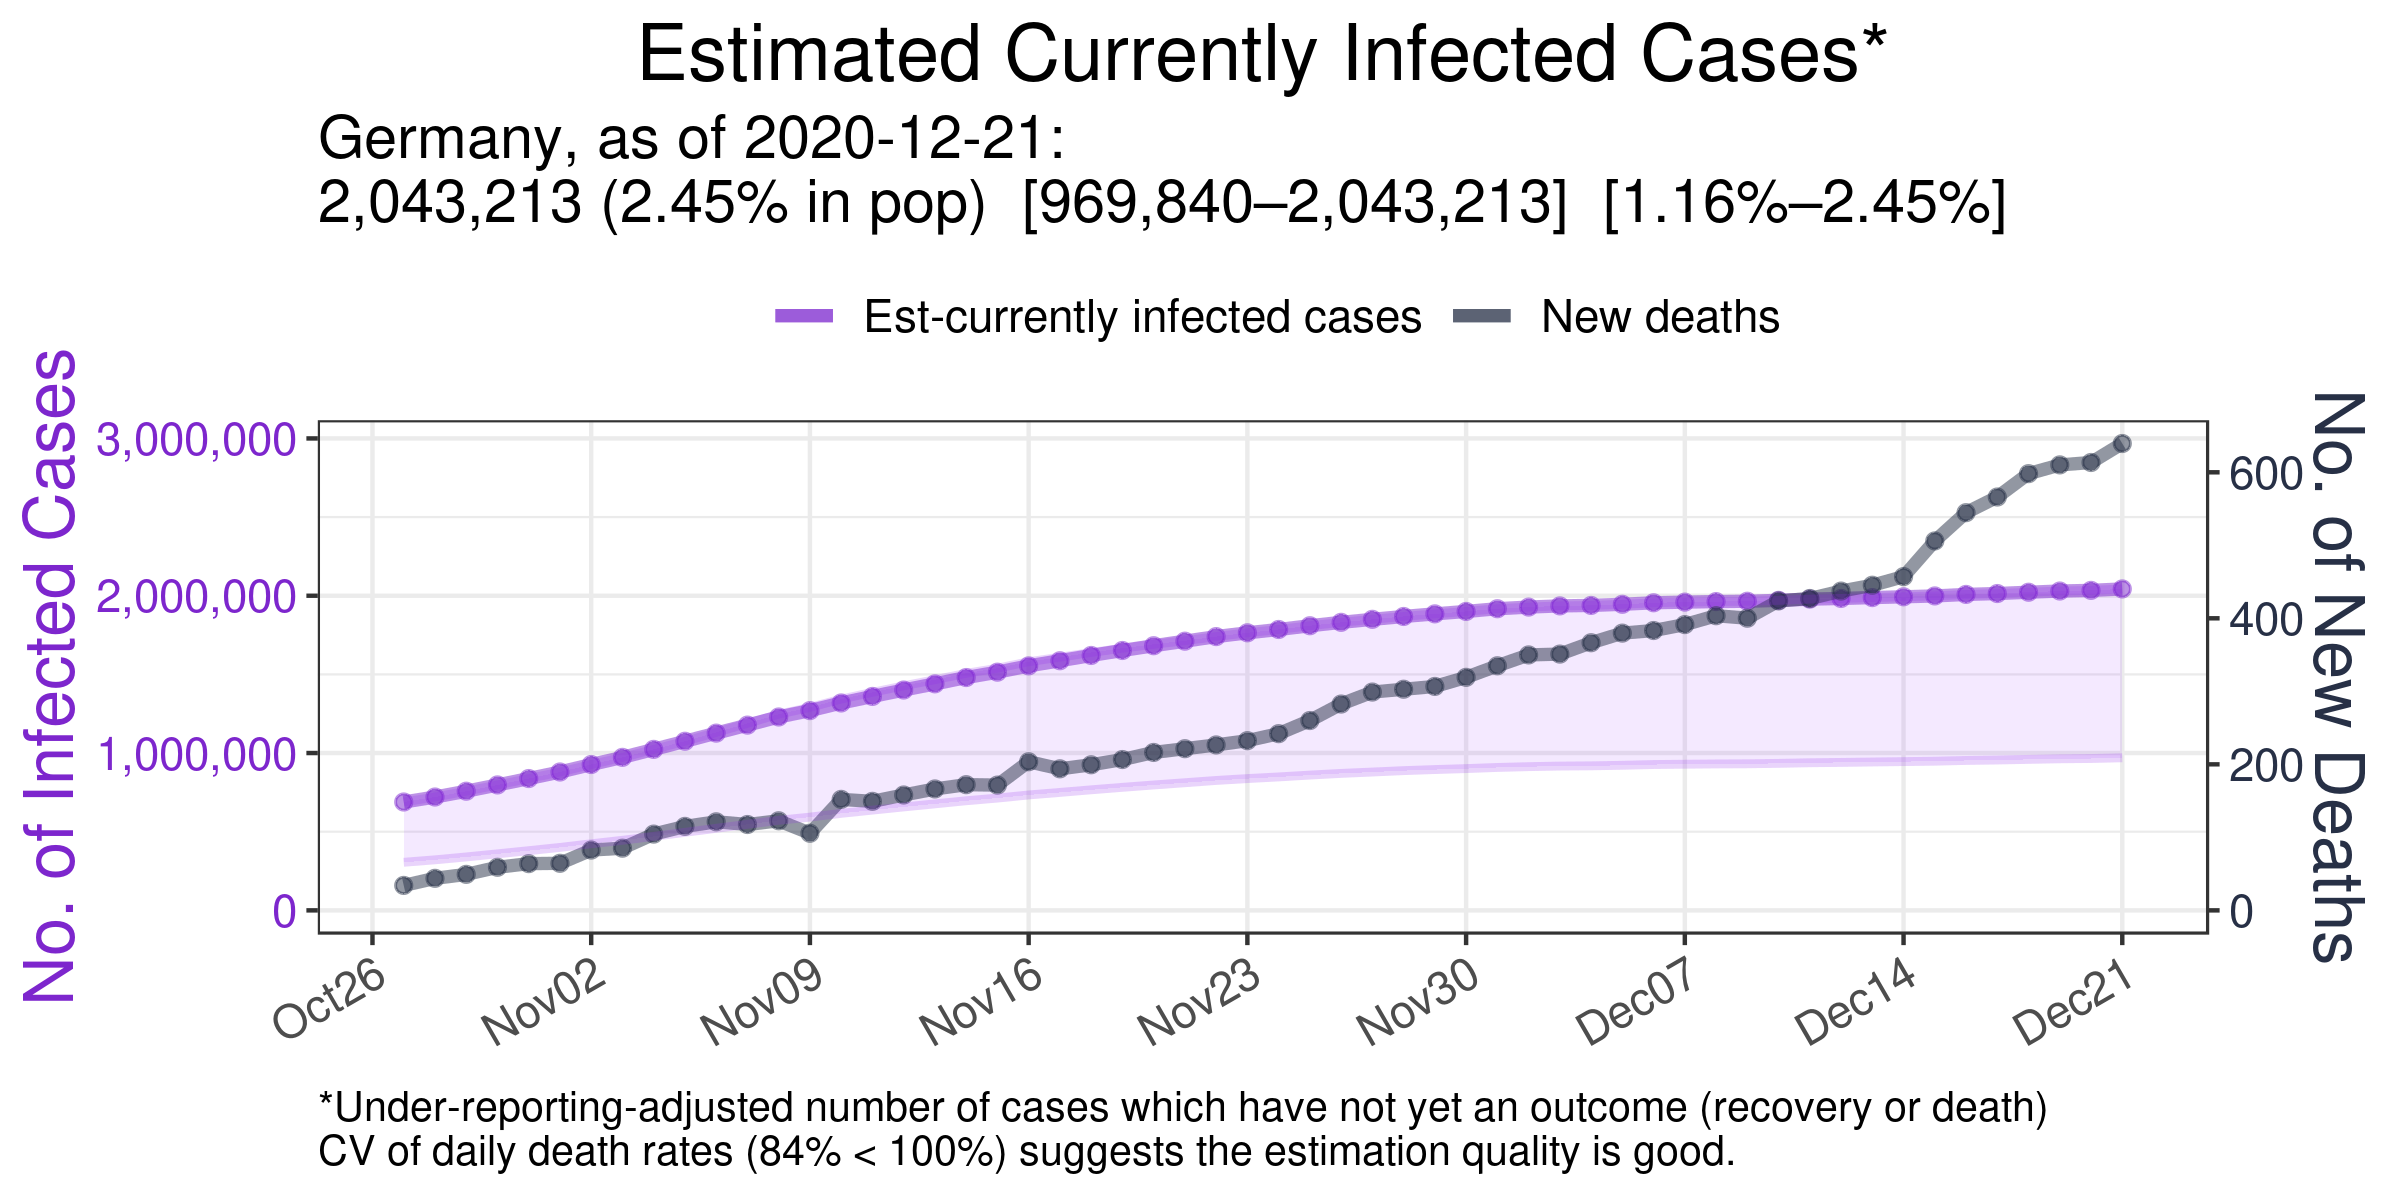 Estimated Currently Infected Cases*
Germany, as of 2020-12-21:
2,043,213 (2.45% in pop)  [969,840–2,043,213]  [1.16%–2.45%]
Est-currently infected cases
New deaths
No. of Infected Cases
3,000,000
2,000,000
1,000,000
0
No. of New Deaths
600
400
200
0
Oct26
Nov02
Nov09
Nov16
Nov23
Nov30
Dec07
Dec14
Dec21
*Under-reporting-adjusted number of cases which have not yet an outcome (recovery or death)
CV of daily death rates (84% < 100%) suggests the estimation quality is good.